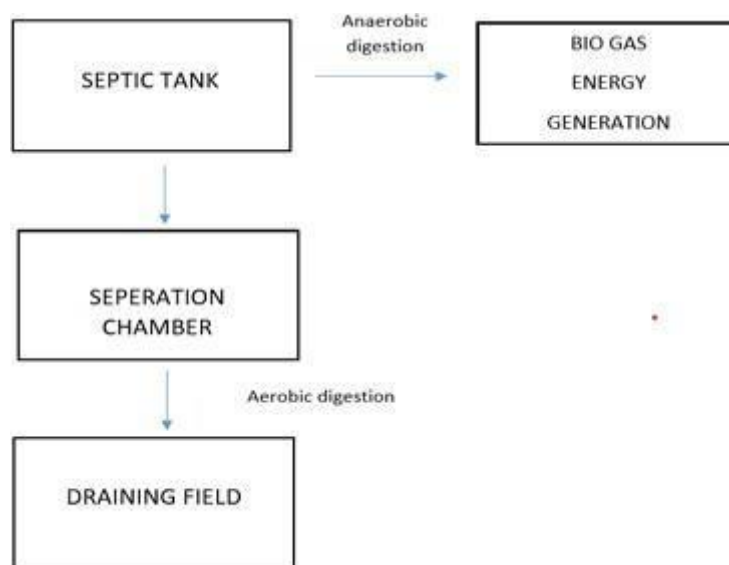 Anaerobic
digestion
SEPTIC TANK
BIO GAS
ENERGY
GENERATION
SEPERATION
CHAMBER
Aerobic digestion
DRAINING FIELD